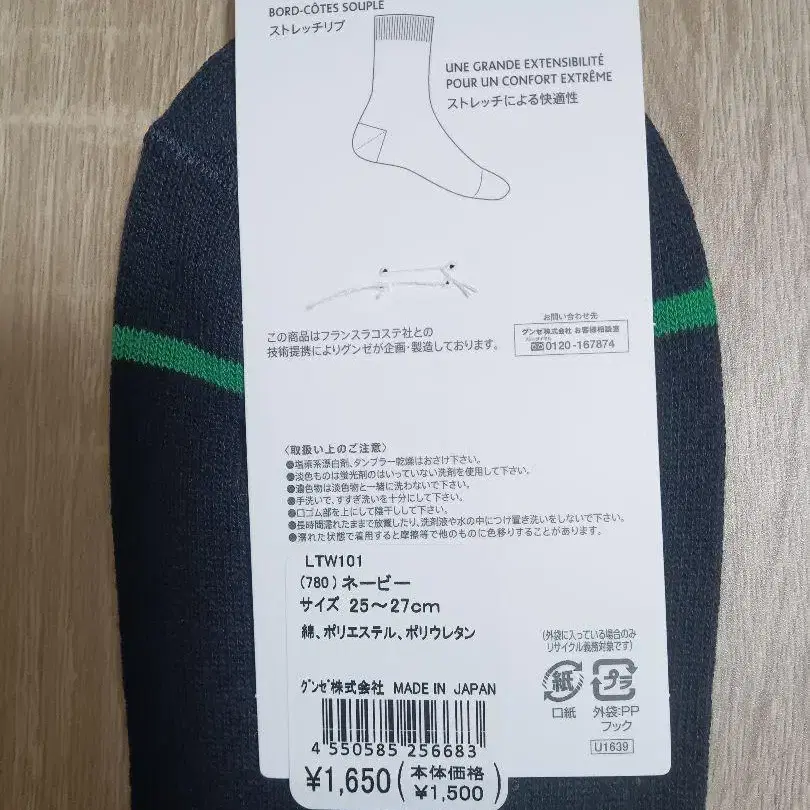 BORD-CÔTES SOUPLE
ストレッチリブ
UNE GRANDE EXTENSIBILITÉ
POUR UN CONFORT EXTRÊME
ストレッチによる快適性
この商品はフランスラコステ社との
技術提携によりグンゼが企画・製造しております。
お問い合わせ先
グンゼ株式会社 お客様相談室
0120-167874
〈取扱い上のご注意〉
●塩素系漂白剤、タンブラー乾燥はおさけ下さい。
●淡色ものは蛍光剤のはいっていない洗剤を使用して下さい。
●濃色物は淡色物と一緒に洗わないで下さい。
●手洗いで、すすぎ洗いを十分にして下さい。
●口ゴム部を上にして陰干しして下さい。
●長時間濡れたままで放置したり、洗剤液や水の中につけ置き洗いをしないで下さい。
●濡れた状態で着用すると摩擦等で他のものに色移りすることがあります。
LTW101
(780)ネービー
サイズ 25〜27cm
綿、ポリエステル、ポリウレタン
グンゼ株式会社 MADE IN JAPAN
4 550585 256683
¥1,650(本体価格
¥1,500)
(外袋に入っている場合のみ
リサイクル義務対象です)
紙 プラ
口紙 外袋:PP
フック
U1639